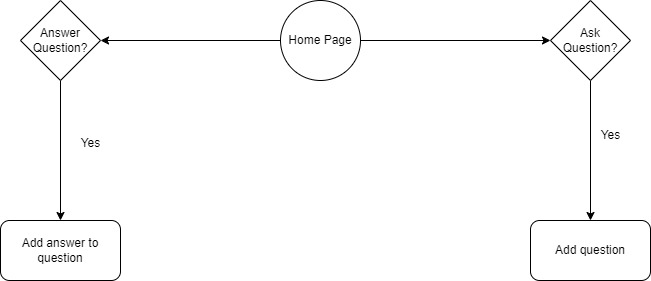 Answer
Question?
Home Page
Ask
Question?
Yes
Yes
Add answer to
question
Add question